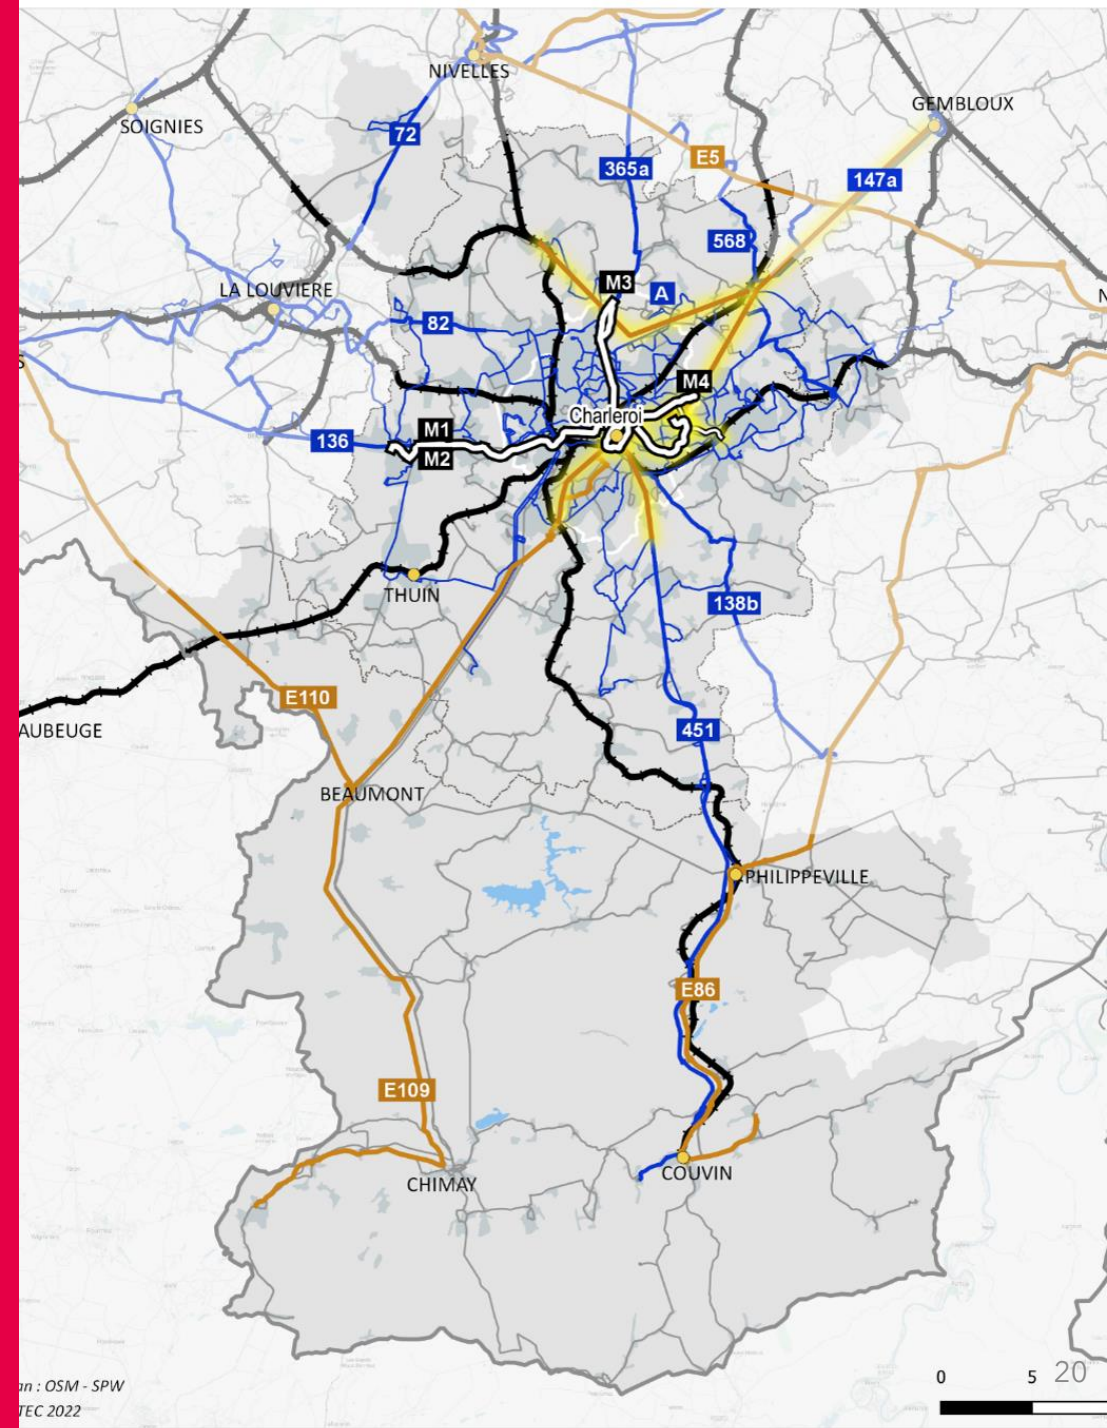 NIVELLES
GEMBLOUX
SOIGNIES
72
E5
365a
147a
568
LA LOUVIERE
M3
A
N
82
S
M4
Charleroi
M1
136
M2
THUIN
138b
E110
451
AUBEUGE
BEAUMONT
PHILIPPEVILLE
E86
E109
COUVIN
CHIMAY
0 5 20
an : OSM - SPW
TEC 2022